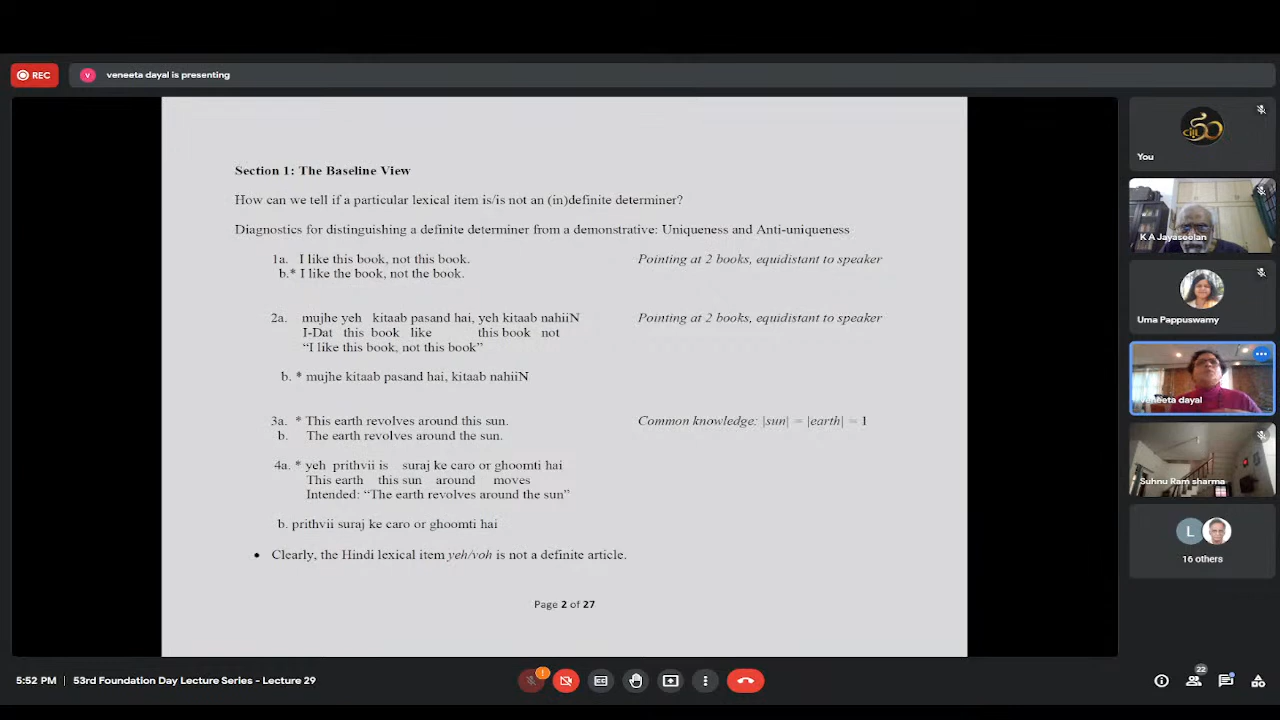 REC
v
veneeta dayal is presenting
Section 1: The Baseline View
How can we tell if a particular lexical item is/is not an (in)definite determiner?
Diagnostics for distinguishing a definite determiner from a demonstrative: Uniqueness and Anti-uniqueness
1a. I like this book, not this book. Pointing at 2 books, equidistant to speaker
b.* I like the book, not the book.
2a. mujhe yeh kitaab pasand hai, yeh kitaab nahiiN Pointing at 2 books, equidistant to speaker
I-Dat this book like this book not
“I like this book, not this book”
b. * mujhe kitaab pasand hai, kitaab nahiiN
3a. * This earth revolves around this sun. Common knowledge: |sun| = |earth| = 1
b. The earth revolves around the sun.
4a. * yeh prithvii is suraj ke caro or ghoomti hai
This earth this sun around moves
Intended: “The earth revolves around the sun”
b. prithvii suraj ke caro or ghoomti hai
• Clearly, the Hindi lexical item yeh/voh is not a definite article.
Page 2 of 27
You
K A Jayaseelan
Uma Pappuswamy
veneeta dayal
Suhnu Ram sharma
L
16 others
5:52 PM | 53rd Foundation Day Lecture Series - Lecture 29
!
22